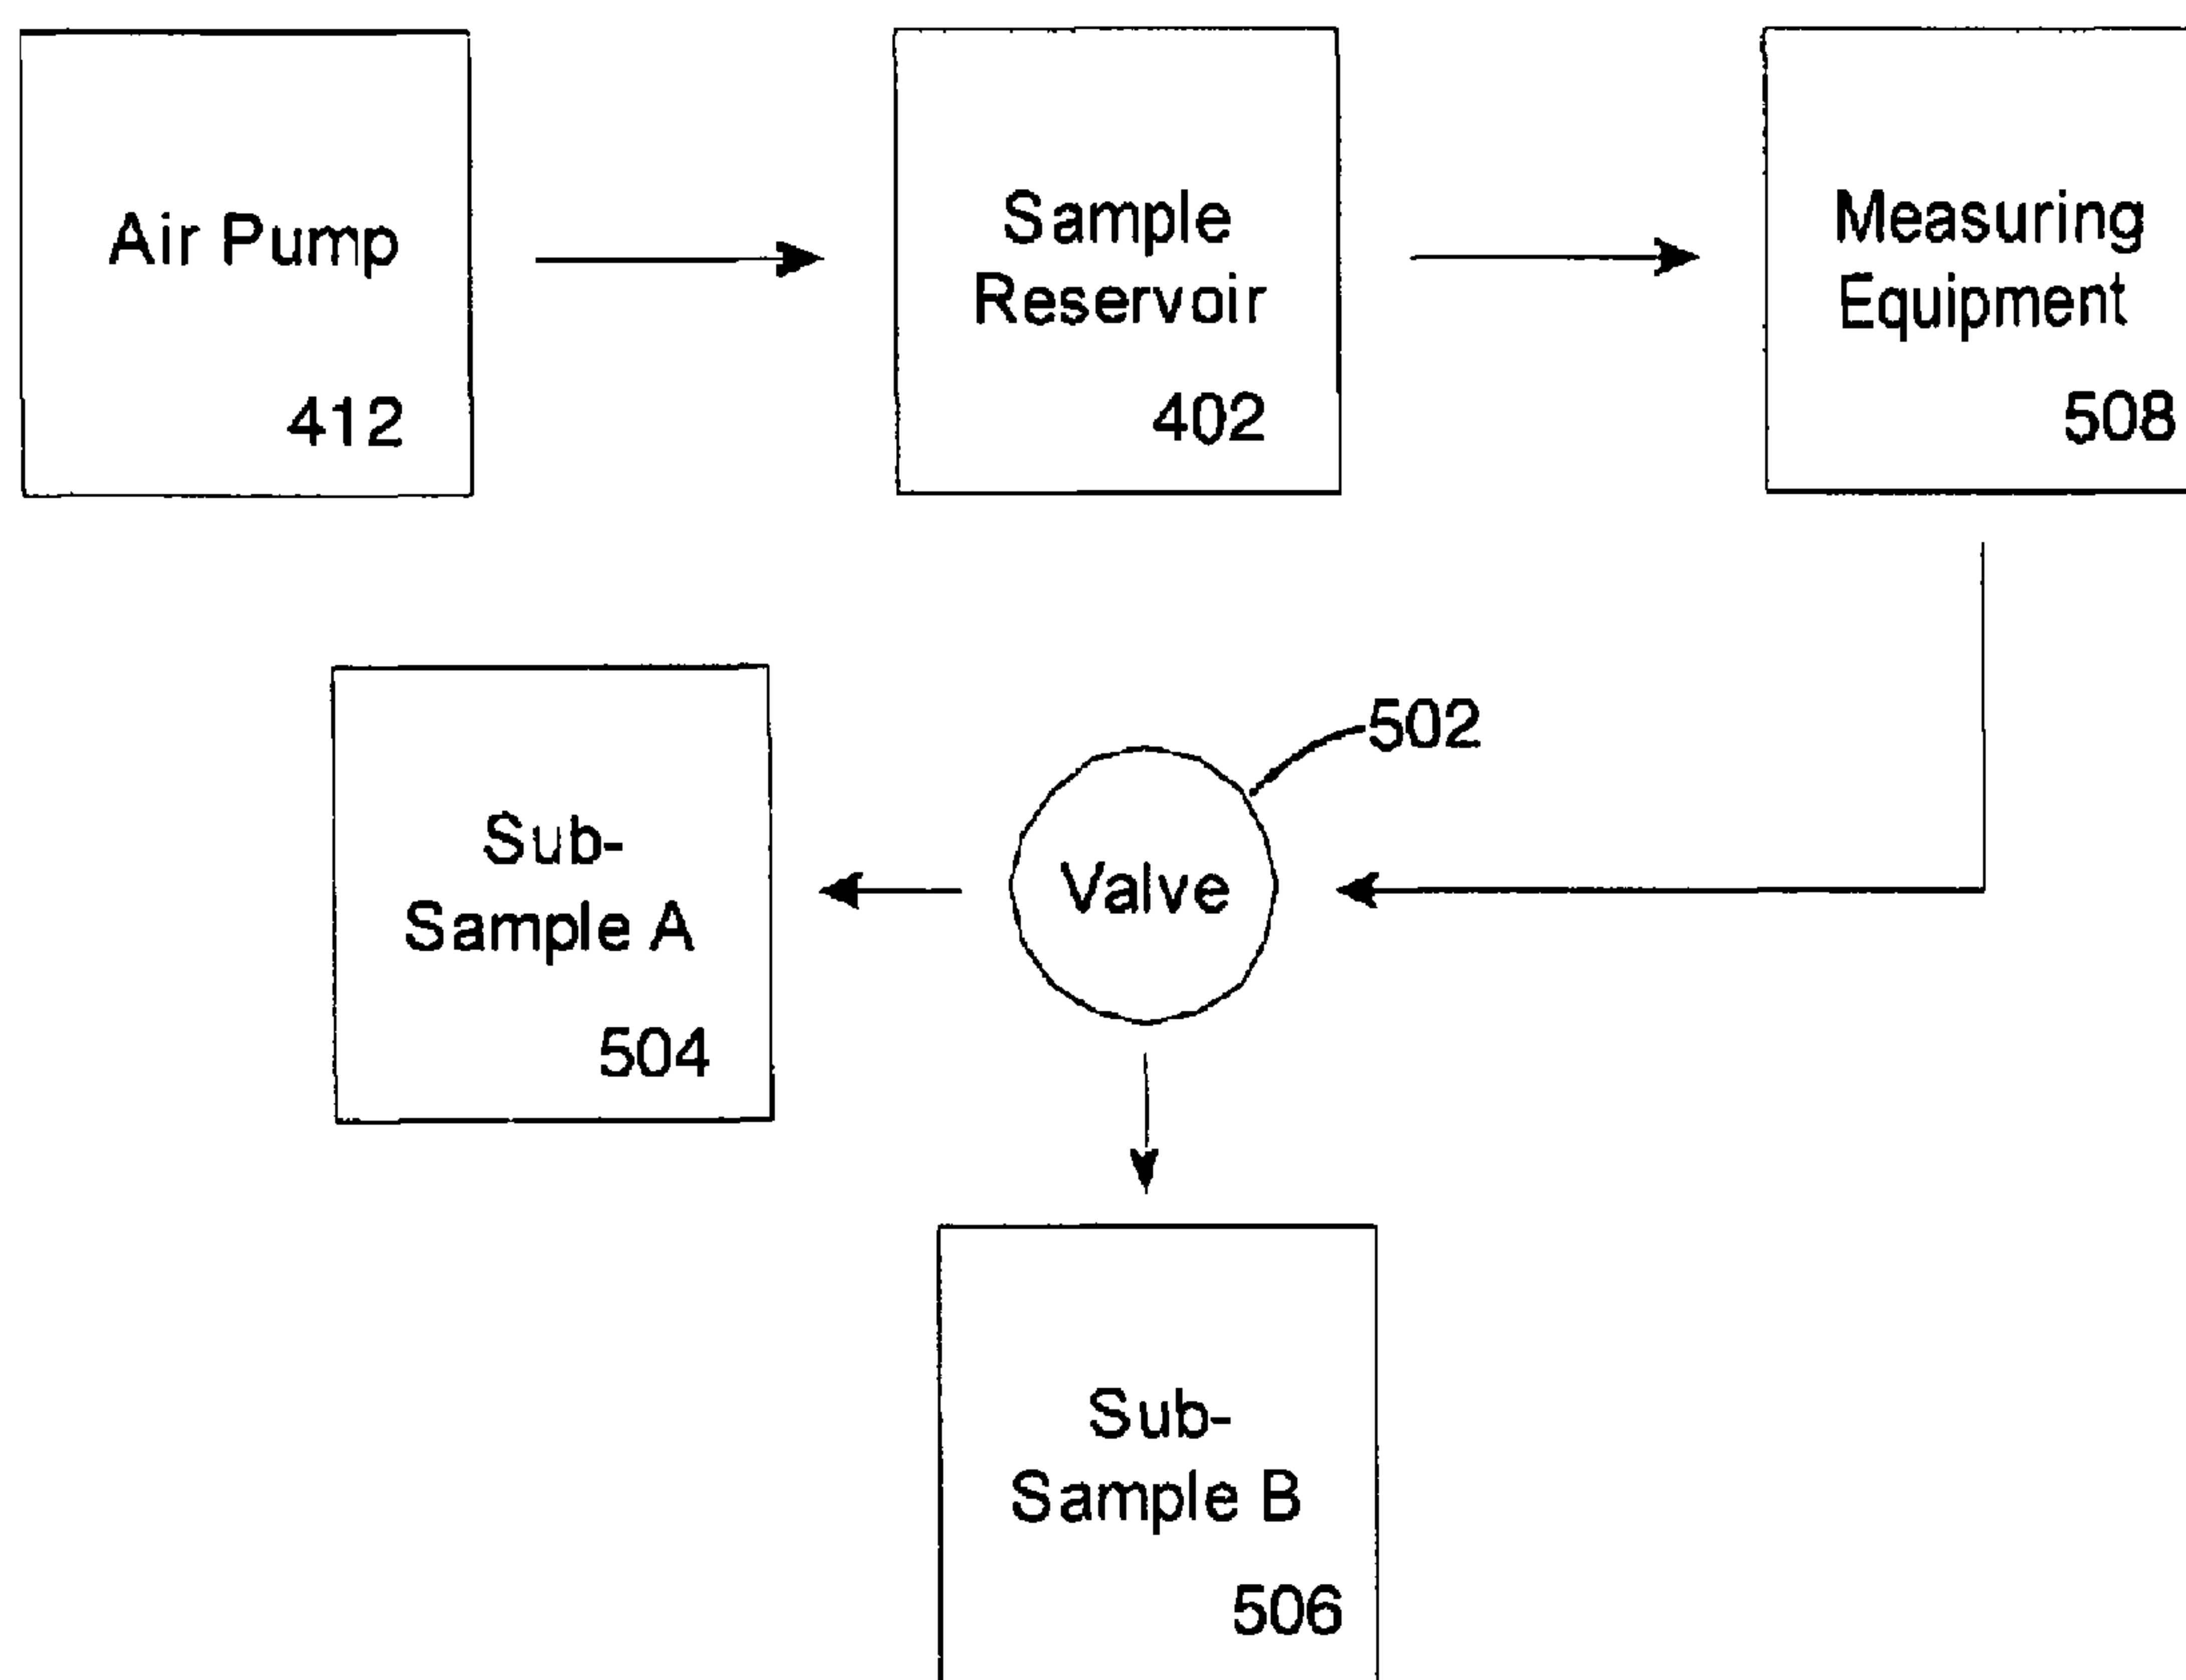 Air Pump
412
Sample
Reservoir
402
Measuring
Equipment
508
Sub-
Sample A
504
Valve
502
Sub-
Sample B
506